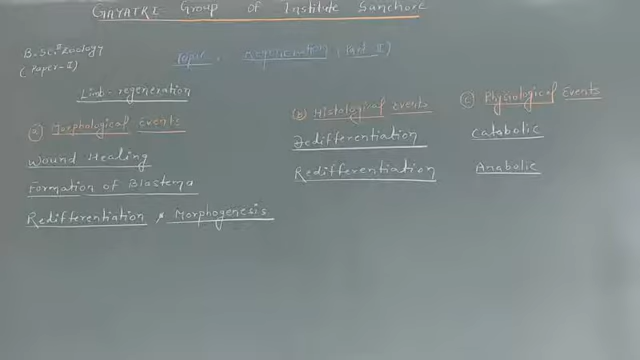 GAYATRI Group of Institute Sanchore
B.Sc. II Zoology
(Paper-II)
Topic, Regeneration, (Part II)
Limb-regeneration
(a) Morphological Events
Wound Healing
Formation of Blastema
Redifferentiation & Morphogenesis
(B) Histological Events
Dedifferentiation
Redifferentiation
(C) Physiological Events
Catabolic
Anabolic